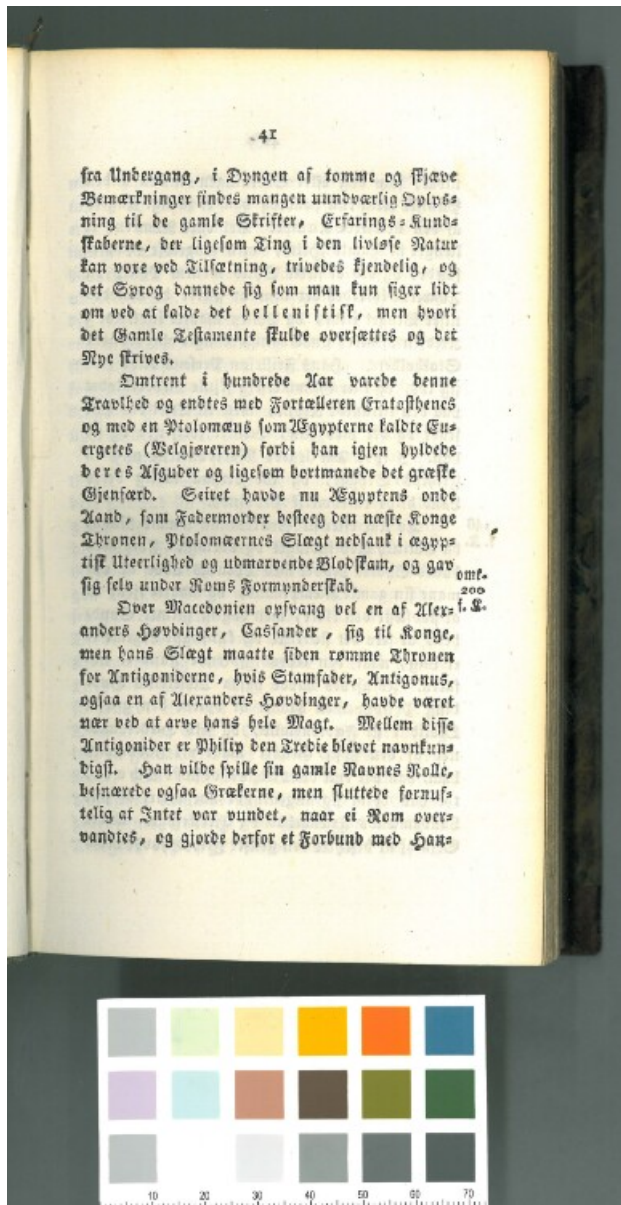 41
fra Undergang, i Dyngen af tomme og skjæve
Bemærkninger findes mangen uundværlig Oplys=
ning til de gamle Skrifter, Erfarings=Kund=
skaberne, der ligesom Ting i den livløse Natur
kan voxe ved Tilsætning, trivedes kjendelig, og
det Sprog dannede sig som man kun siger lidt
om ved at kalde det hellenistisk, men hvori
det Gamle Testamente skulde oversættes og det
Nye skrives.
Omtrent i hundrede Aar varede denne
Travlhed og endtes med Fortælleren Eratosthenes
og med en Ptolomæus som Ægypterne kaldte Eu=
ergetes (Velgjøreren) fordi han igjen hyldede
deres Afguder og ligesom bortmanede det græske
Gjenfærd. Seiret havde nu Ægyptens onde
Aand, som Fadermorder besteeg den næste Konge
Thronen, Ptolomæernes Slægt nedsank i ægyp=
tisk Uteerlighed og udmarvende Blodskam, og gav
sig selv under Roms Formynderskab.
omt.
200
f. K.
Over Macedonien opsvang vel en af Alex=
anders Høvdinger, Cassander, sig til Konge,
men hans Slægt maatte siden rømme Thronen
for Antigoniderne, hvis Stamfader, Antigonus,
ogsaa en af Alexanders Høvdinger, havde været
nær ved at arve hans hele Magt. Mellem disse
Antigonider er Philip den Tredie blevet navnkun=
digst. Han vilde spille sin gamle Navnes Rolle,
besnærede ogsaa Grækerne, men sluttede fornuf=
telig at Intet var vundet, naar ei Rom over=
vandtes, og gjorde derfor et Forbund med Han=
10 20 30 40 50 60 70